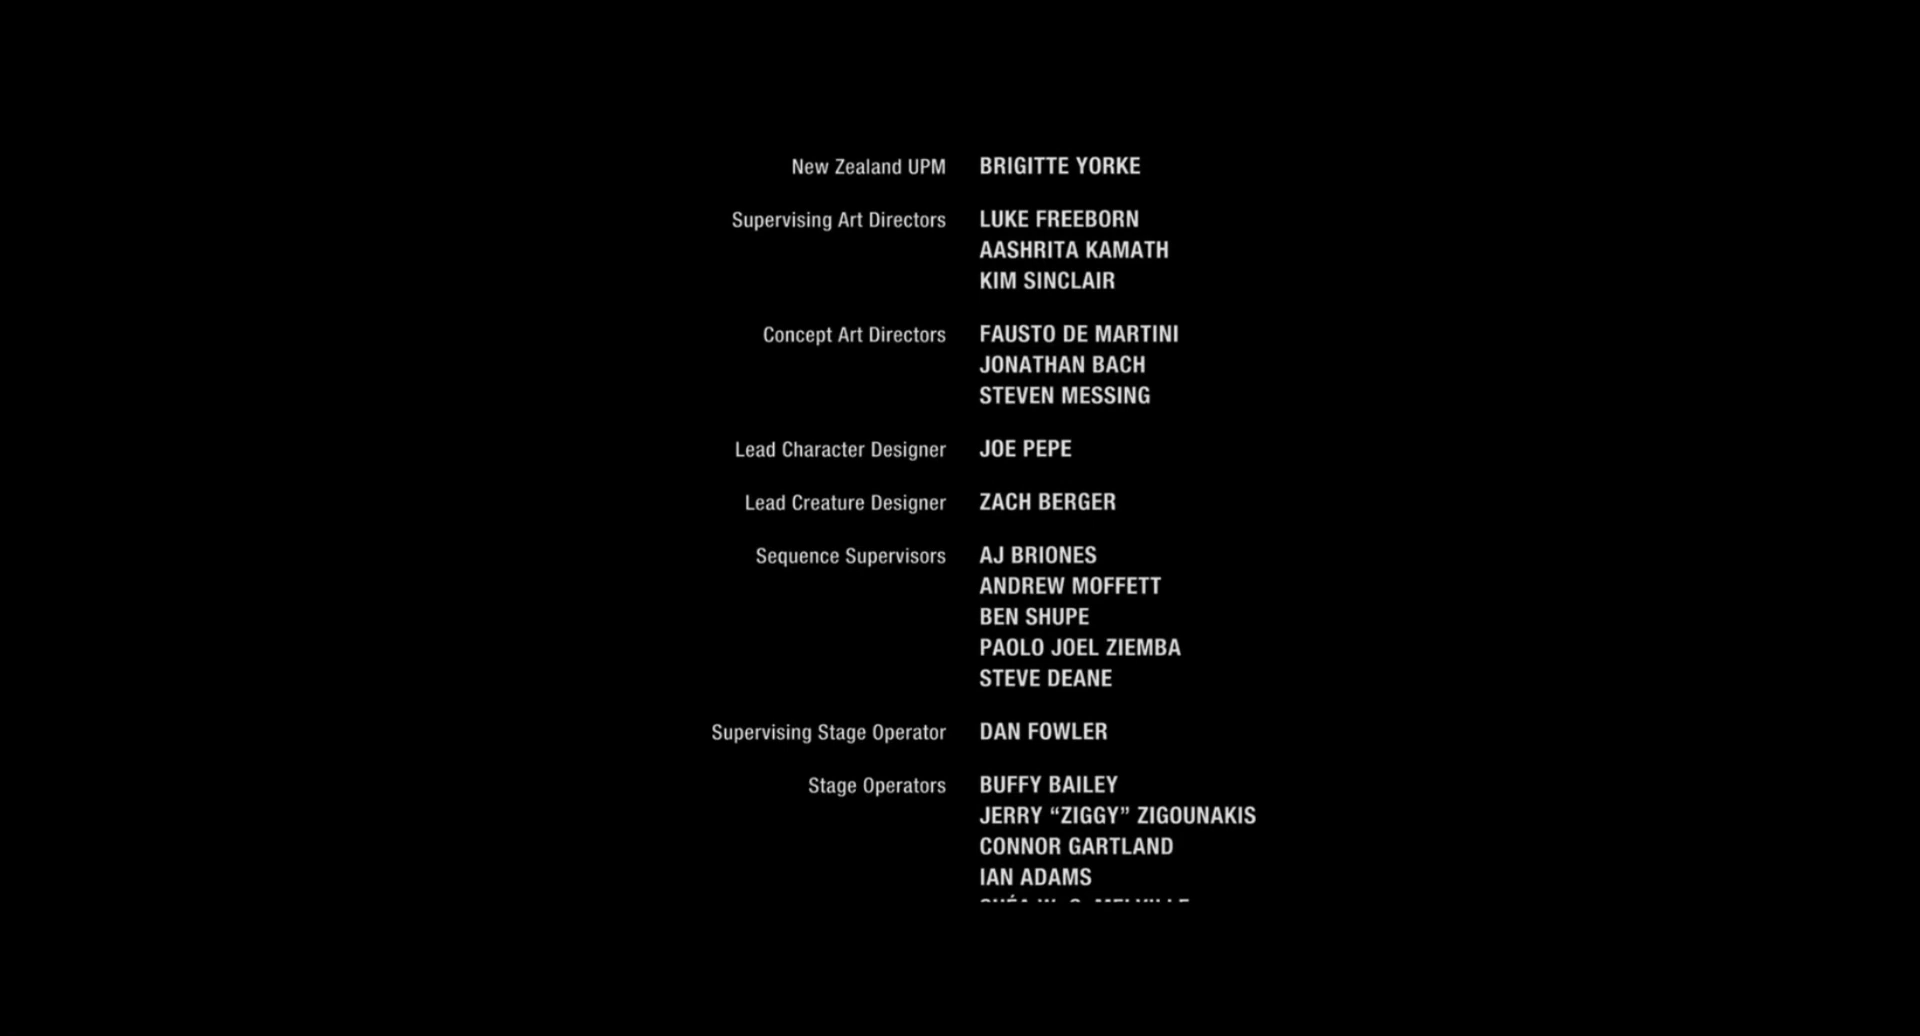 New Zealand UPM BRIGITTE YORKE
Supervising Art Directors LUKE FREEBORN
AASHRITA KAMATH
KIM SINCLAIR
Concept Art Directors FAUSTO DE MARTINI
JONATHAN BACH
STEVEN MESSING
Lead Character Designer JOE PEPE
Lead Creature Designer ZACH BERGER
Sequence Supervisors AJ BRIONES
ANDREW MOFFETT
BEN SHUPE
PAOLO JOEL ZIEMBA
STEVE DEANE
Supervising Stage Operator DAN FOWLER
Stage Operators BUFFY BAILEY
JERRY “ZIGGY” ZIGOUNAKIS
CONNOR GARTLAND
IAN ADAMS